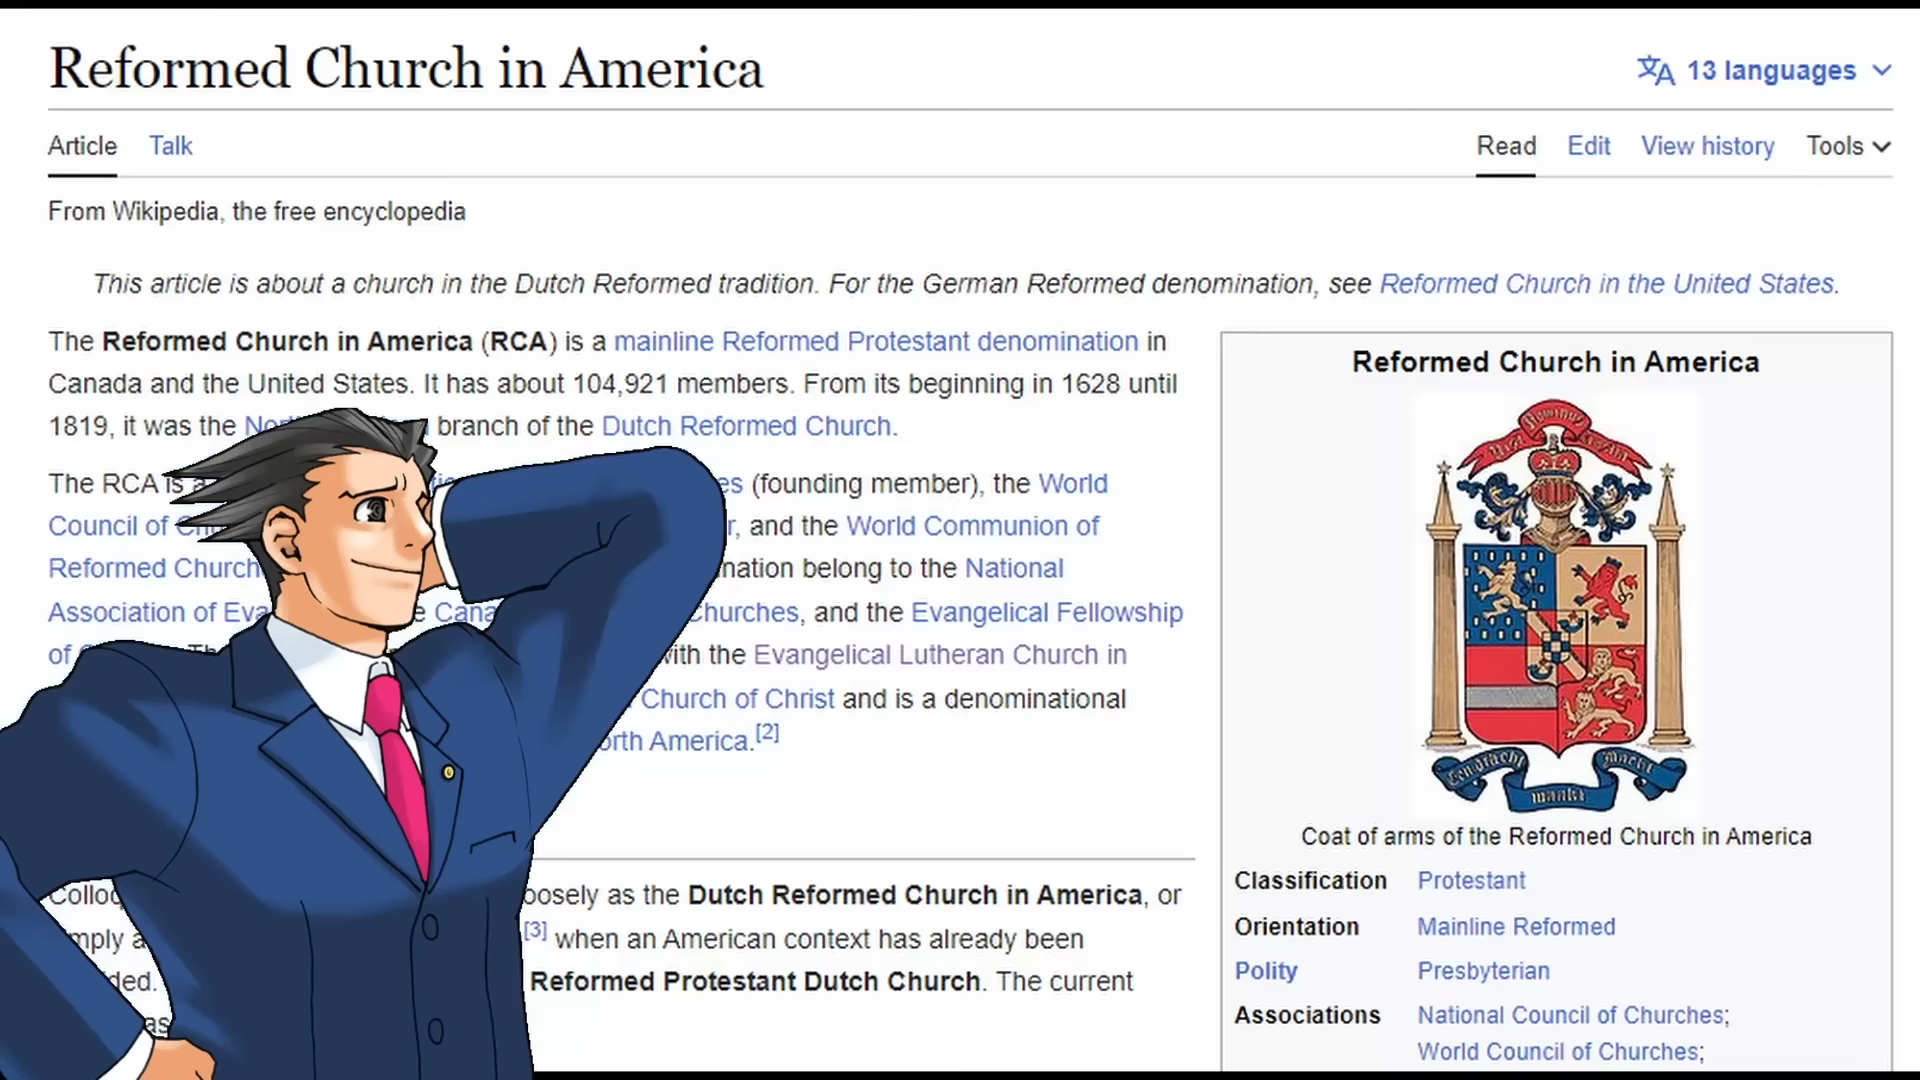 Reformed Church in America
13 languages
Article Talk
Read Edit View history Tools
From Wikipedia, the free encyclopedia
This article is about a church in the Dutch Reformed tradition. For the German Reformed denomination, see Reformed Church in the United States.
The Reformed Church in America (RCA) is a mainline Reformed Protestant denomination in
Canada and the United States. It has about 104,921 members. From its beginning in 1628 until
1819, it was the branch of the Dutch Reformed Church.
The RCA is a (founding member), the World
Council of and the World Communion of
Reformed Church belong to the National
Association of Churches, and the Evangelical Fellowship
of with the Evangelical Lutheran Church in
Church of Christ and is a denominational
North America.[2]
loosely as the Dutch Reformed Church in America, or
[3] when an American context has already been
Reformed Protestant Dutch Church. The current
Reformed Church in America
Eendracht
maakt
Macht
Coat of arms of the Reformed Church in America
Classification Protestant
Orientation Mainline Reformed
Polity Presbyterian
Associations National Council of Churches;
World Council of Churches;